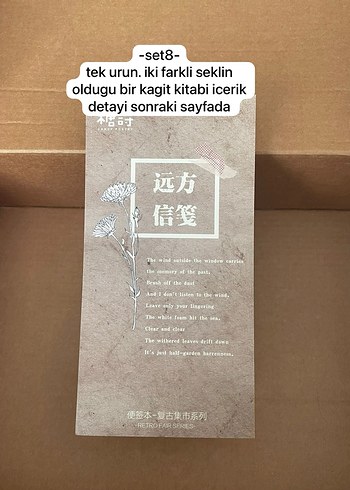 -set8-
tek urun. iki farkli seklin
oldugu bir kagit kitabi icerik
detayi sonraki sayfada
远方
信笺
The wind outside the window carries
the memory of the past,
Brush off the dust
And I don't listen to the wind,
Leave only your lingering
The white foam hit the sea,
Clear and clear
The withered leaves drift down
It's just half-garden barrenness.
便签本-复古集市系列
RETRO FAIR SERIES